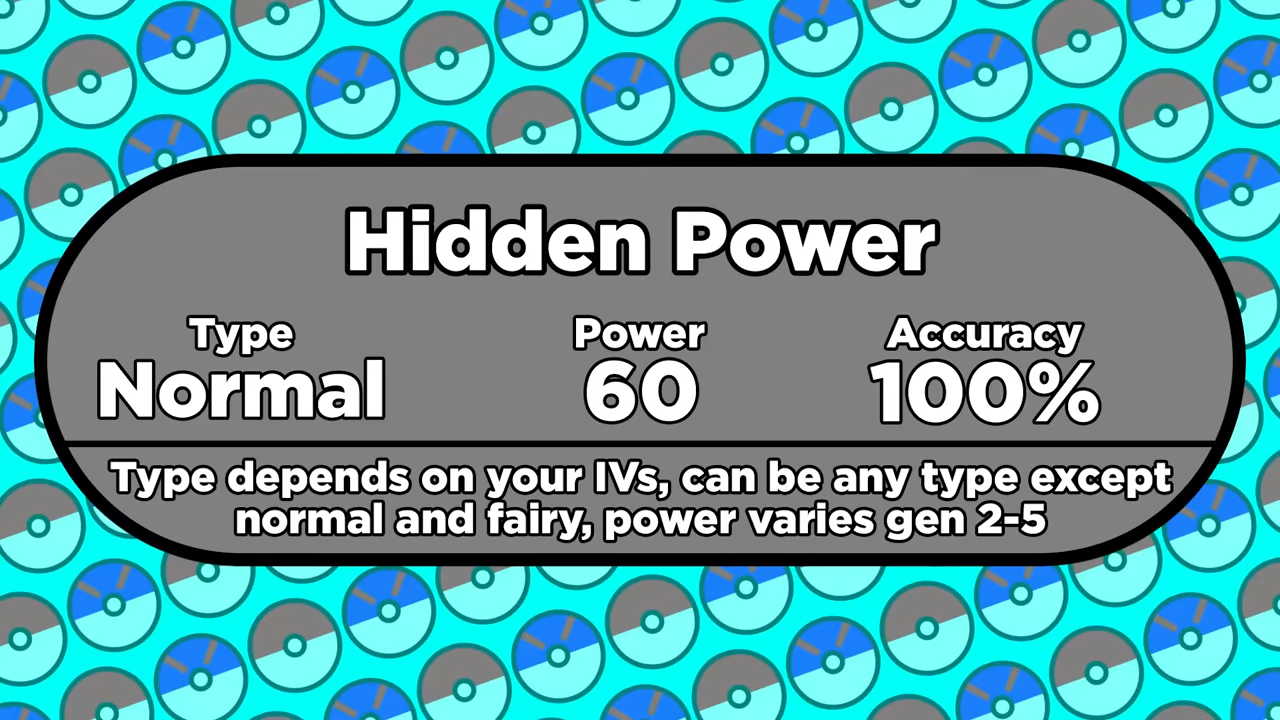 Hidden Power
Type Power Accuracy
Normal 60 100%
Type depends on your IVs, can be any type except
normal and fairy, power varies gen 2-5